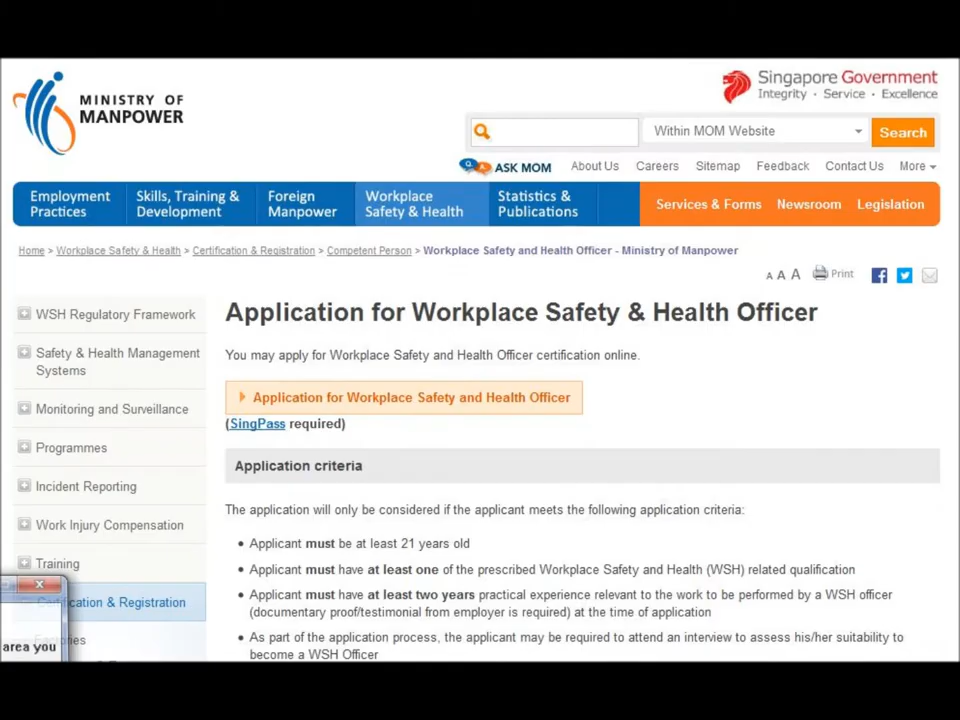 MINISTRY OF
MANPOWER
Singapore Government
Integrity · Service · Excellence
Within MOM Website
Search
Q A ASK MOM About Us Careers Sitemap Feedback Contact Us More
Employment Practices
Skills, Training & Development
Foreign Manpower
Workplace Safety & Health
Statistics & Publications
Services & Forms Newsroom Legislation
Home > Workplace Safety & Health > Certification & Registration > Competent Person > Workplace Safety and Health Officer - Ministry of Manpower
A A A Print
WSH Regulatory Framework
Safety & Health Management
Systems
Monitoring and Surveillance
Programmes
Incident Reporting
Work Injury Compensation
Training
Certification & Registration
area you
Application for Workplace Safety & Health Officer
You may apply for Workplace Safety and Health Officer certification online.
Application for Workplace Safety and Health Officer
(SingPass required)
Application criteria
The application will only be considered if the applicant meets the following application criteria:
• Applicant must be at least 21 years old
• Applicant must have at least one of the prescribed Workplace Safety and Health (WSH) related qualification
• Applicant must have at least two years practical experience relevant to the work to be performed by a WSH officer
(documentary proof/testimonial from employer is required) at the time of application
• As part of the application process, the applicant may be required to attend an interview to assess his/her suitability to
become a WSH Officer